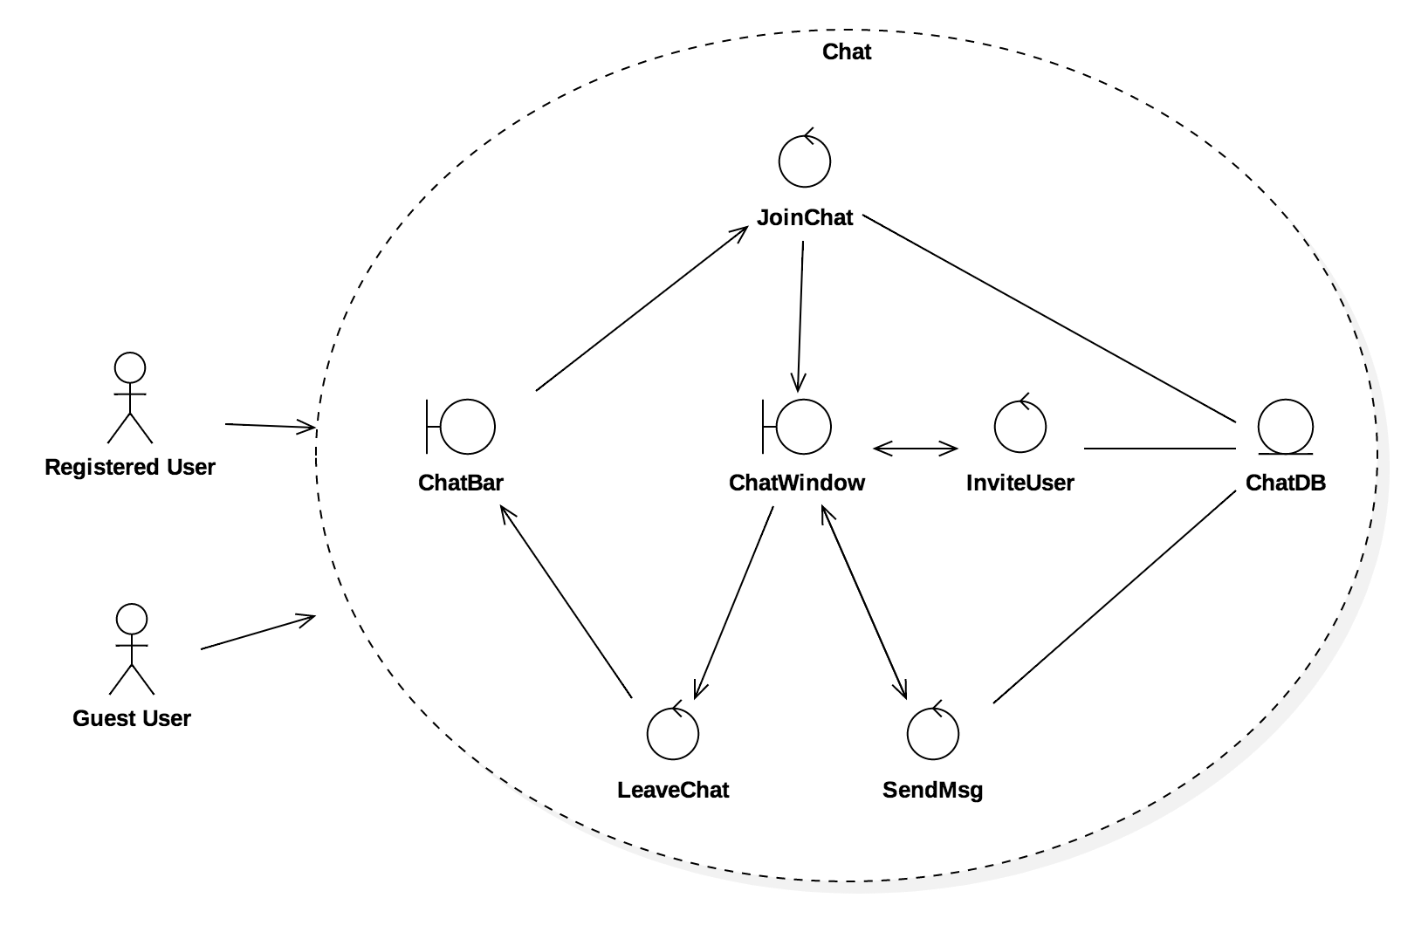 Chat
JoinChat
Registered User
ChatBar
ChatWindow
InviteUser
ChatDB
Guest User
LeaveChat
SendMsg